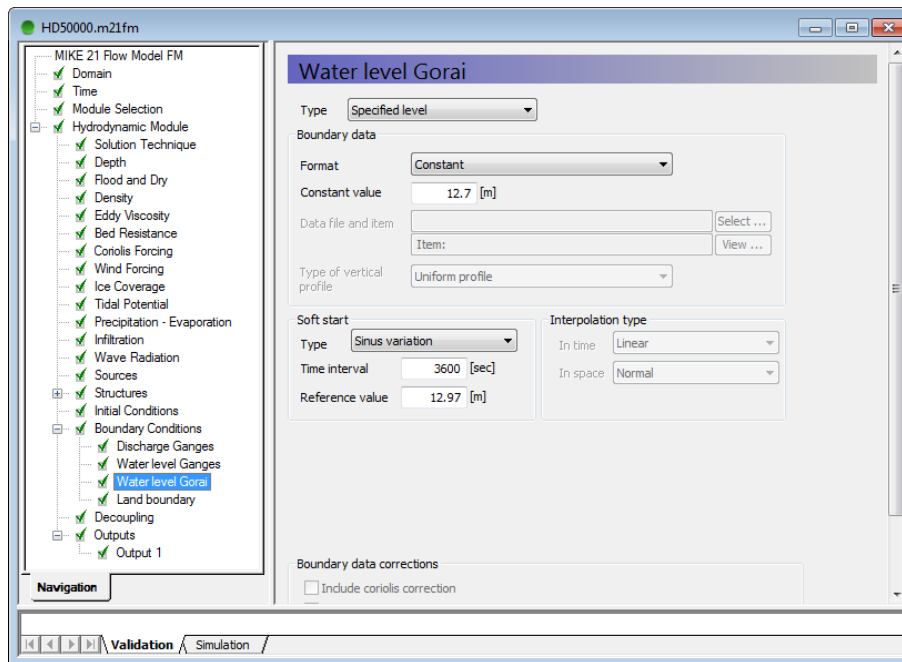 HD50000.m21fm
MIKE 21 Flow Model FM
Domain
Time
Module Selection
Hydrodynamic Module
Solution Technique
Depth
Flood and Dry
Density
Eddy Viscosity
Bed Resistance
Coriolis Forcing
Wind Forcing
Ice Coverage
Tidal Potential
Precipitation - Evaporation
Infiltration
Wave Radiation
Sources
Structures
Initial Conditions
Boundary Conditions
Discharge Ganges
Water level Ganges
Water level Gorai
Land boundary
Decoupling
Outputs
Output 1
Navigation
Water level Gorai
Type Specified level
Boundary data
Format Constant
Constant value 12.7 [m]
Data file and item Select ...
Item: View ...
Type of vertical
profile Uniform profile
Soft start
Type Sinus variation
Time interval 3600 [sec]
Reference value 12.97 [m]
Interpolation type
In time Linear
In space Normal
Boundary data corrections
Include coriolis correction
Validation Simulation